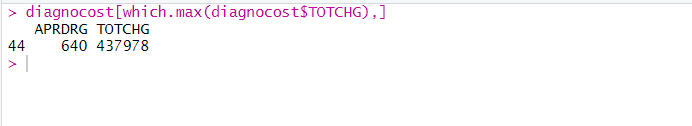 > diagnocost[which.max(diagnocost$TOTCHG),]
   APRDRG TOTCHG
44    640 437978
>